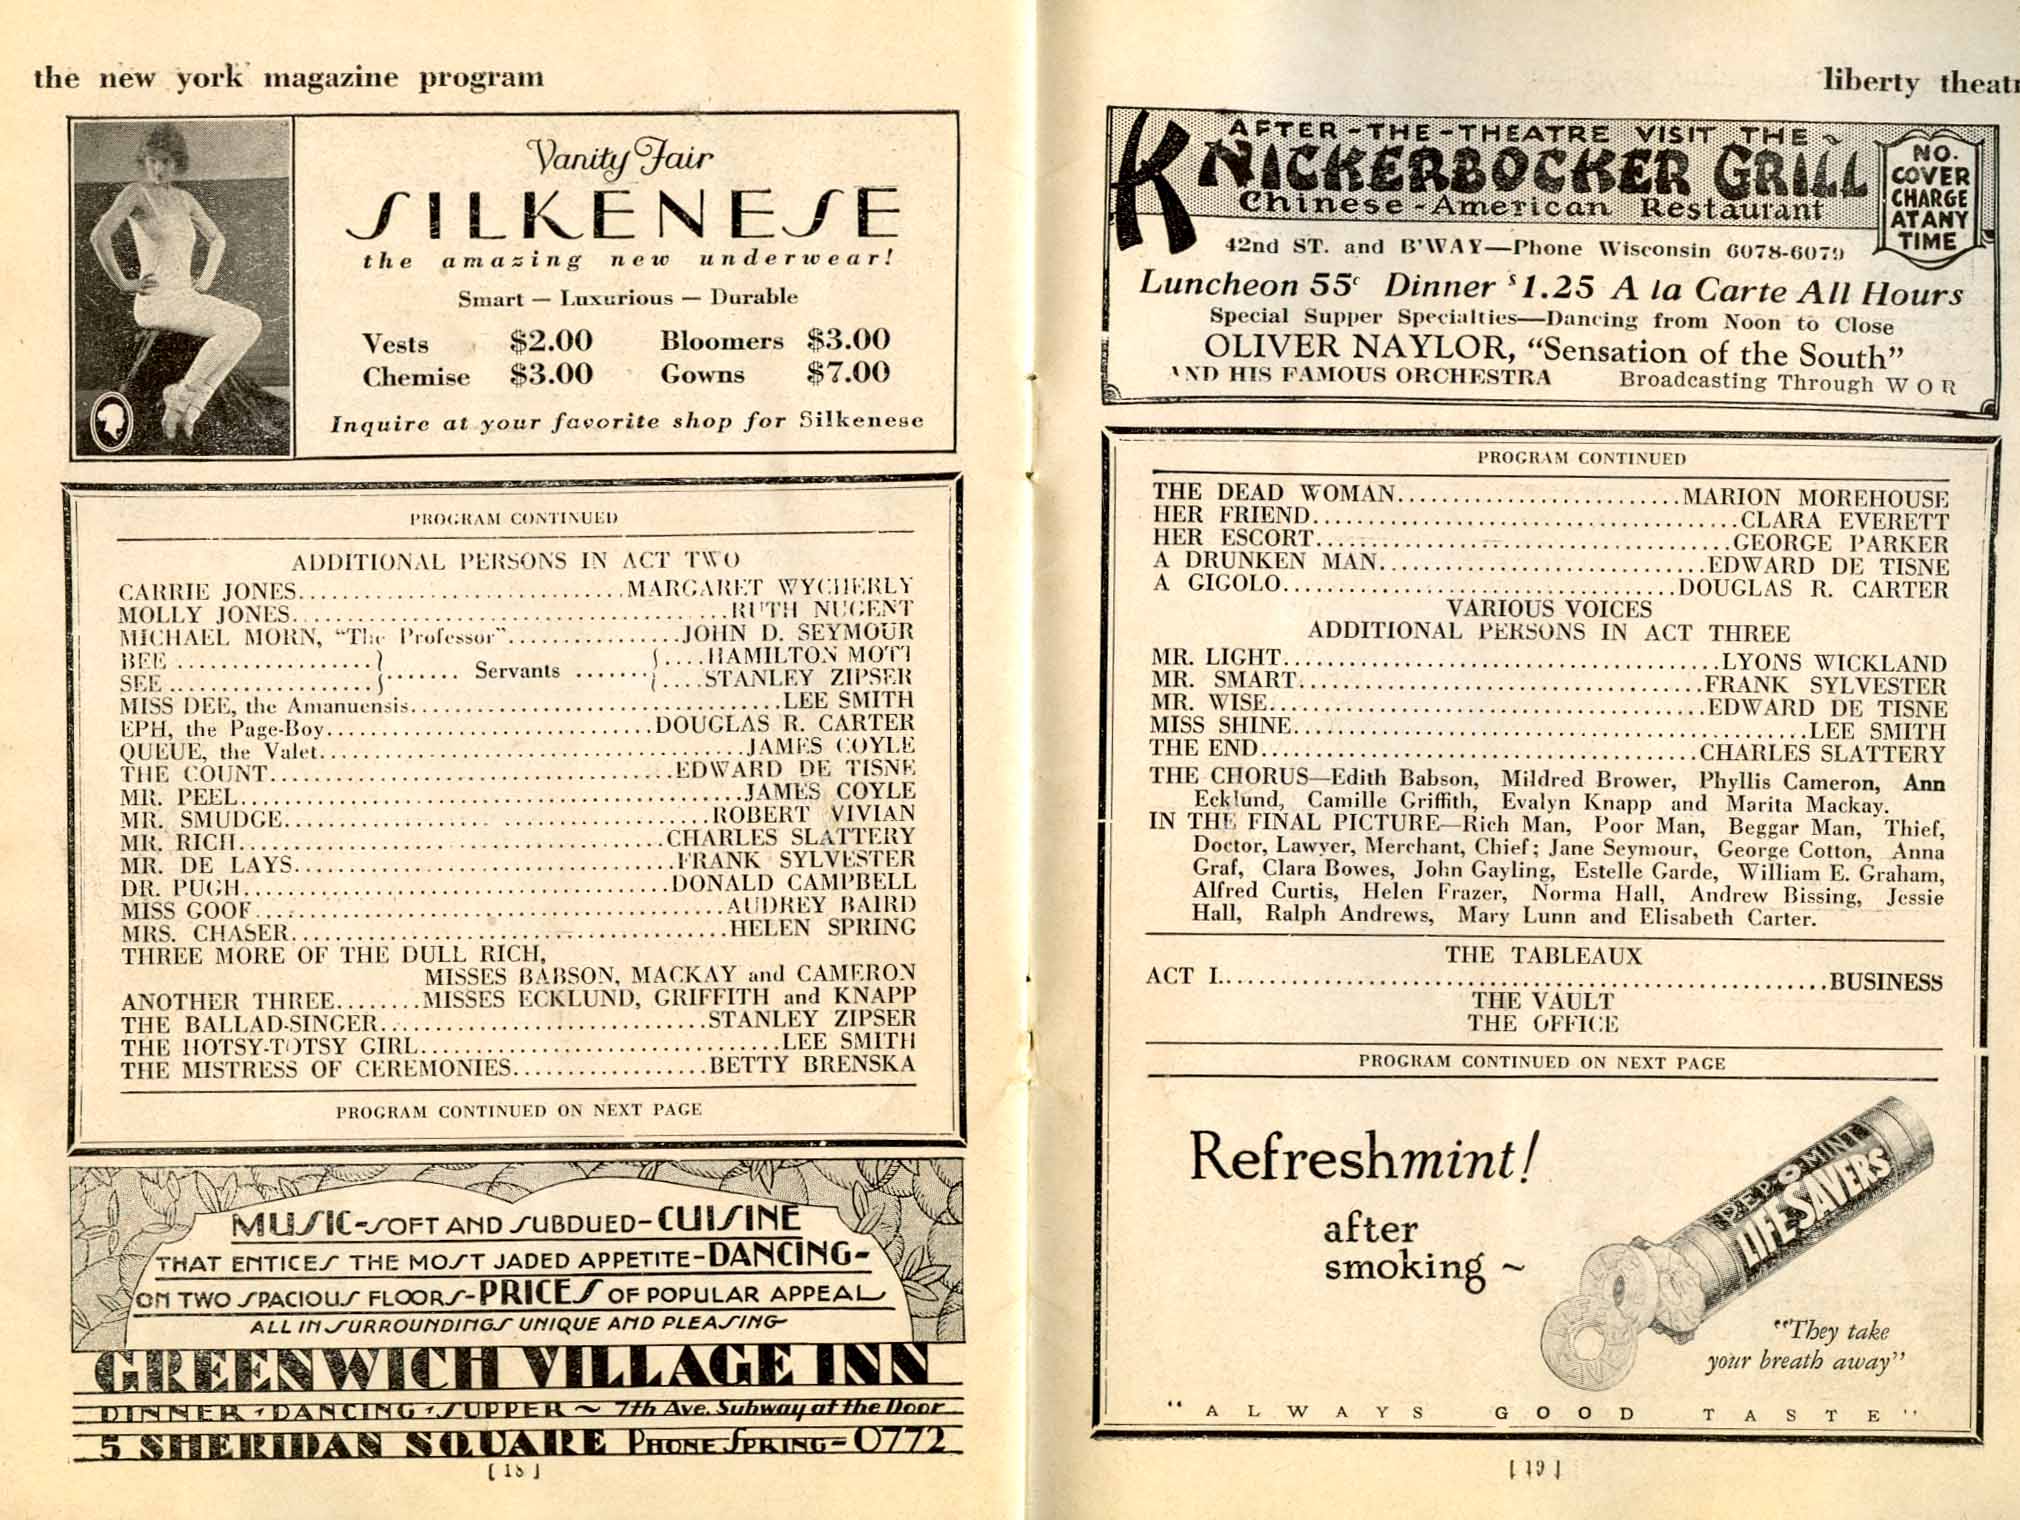 the new york magazine program
Vanity Fair
SILKENESE
the amazing new underwear!
Smart — Luxurious — Durable
Vests $2.00 Bloomers $3.00
Chemise $3.00 Gowns $7.00
Inquire at your favorite shop for Silkenese
PROGRAM CONTINUED
ADDITIONAL PERSONS IN ACT TWO
CARRIE JONES..............................MARGARET WYCHERLY
MOLLY JONES..............................RUTH NUGENT
MICHAEL MORN, "The Professor"................JOHN D. SEYMOUR
BEE ....................} {....HAMILTON MOTT
....... Servants .......
SEE ....................} {....STANLEY ZIPSER
MISS DEE, the Amanuensis..............................LEE SMITH
EPH, the Page-Boy..............................DOUGLAS R. CARTER
QUEUE, the Valet..............................JAMES COYLE
THE COUNT..............................EDWARD DE TISNE
MR. PEEL..............................JAMES COYLE
MR. SMUDGE..............................ROBERT VIVIAN
MR. RICH..............................CHARLES SLATTERY
MR. DE LAYS..............................FRANK SYLVESTER
DR. PUGH..............................DONALD CAMPBELL
MISS GOOF..............................AUDREY BAIRD
MRS. CHASER..............................HELEN SPRING
THREE MORE OF THE DULL RICH,
MISSES BABSON, MACKAY and CAMERON
ANOTHER THREE........MISSES ECKLUND, GRIFFITH and KNAPP
THE BALLAD-SINGER..............................STANLEY ZIPSER
THE HOTSY-TOTSY GIRL..............................LEE SMITH
THE MISTRESS OF CEREMONIES..................BETTY BRENSKA
PROGRAM CONTINUED ON NEXT PAGE
MUSIC-SOFT AND SUBDUED-CUISINE
THAT ENTICES THE MOST JADED APPETITE-DANCING-
ON TWO SPACIOUS FLOORS-PRICES OF POPULAR APPEAL
ALL IN SURROUNDINGS UNIQUE AND PLEASING-
GREENWICH VILLAGE INN
DINNER · DANCING · SUPPER ~ 7th Ave. Subway at the Door
5 SHERIDAN SQUARE PHONE SPRING-0772
[ 18 ]
liberty theatr
AFTER-THE-THEATRE VISIT THE
KNICKERBOCKER GRILL
Chinese-American Restaurant
NO.
COVER
CHARGE
AT ANY
TIME
42nd ST. and B'WAY—Phone Wisconsin 6078-6079
Luncheon 55c Dinner $1.25 A la Carte All Hours
Special Supper Specialties—Dancing from Noon to Close
OLIVER NAYLOR, "Sensation of the South"
AND HIS FAMOUS ORCHESTRA Broadcasting Through W O R
PROGRAM CONTINUED
THE DEAD WOMAN..............................MARION MOREHOUSE
HER FRIEND..............................CLARA EVERETT
HER ESCORT..............................GEORGE PARKER
A DRUNKEN MAN..............................EDWARD DE TISNE
A GIGOLO..............................DOUGLAS R. CARTER
VARIOUS VOICES
ADDITIONAL PERSONS IN ACT THREE
MR. LIGHT..............................LYONS WICKLAND
MR. SMART..............................FRANK SYLVESTER
MR. WISE..............................EDWARD DE TISNE
MISS SHINE..............................LEE SMITH
THE END..............................CHARLES SLATTERY
THE CHORUS—Edith Babson, Mildred Brower, Phyllis Cameron, Ann
Ecklund, Camille Griffith, Evalyn Knapp and Marita Mackay.
IN THE FINAL PICTURE—Rich Man, Poor Man, Beggar Man, Thief,
Doctor, Lawyer, Merchant, Chief; Jane Seymour, George Cotton, Anna
Graf, Clara Bowes, John Gayling, Estelle Garde, William E. Graham,
Alfred Curtis, Helen Frazer, Norma Hall, Andrew Bissing, Jessie
Hall, Ralph Andrews, Mary Lunn and Elisabeth Carter.
THE TABLEAUX
ACT I..............................BUSINESS
THE VAULT
THE OFFICE
PROGRAM CONTINUED ON NEXT PAGE
Refreshmint!
after
smoking ~
PEP-O-MINT
LIFE SAVERS
"They take
your breath away"
"ALWAYS GOOD TASTE"
[ 19 ]